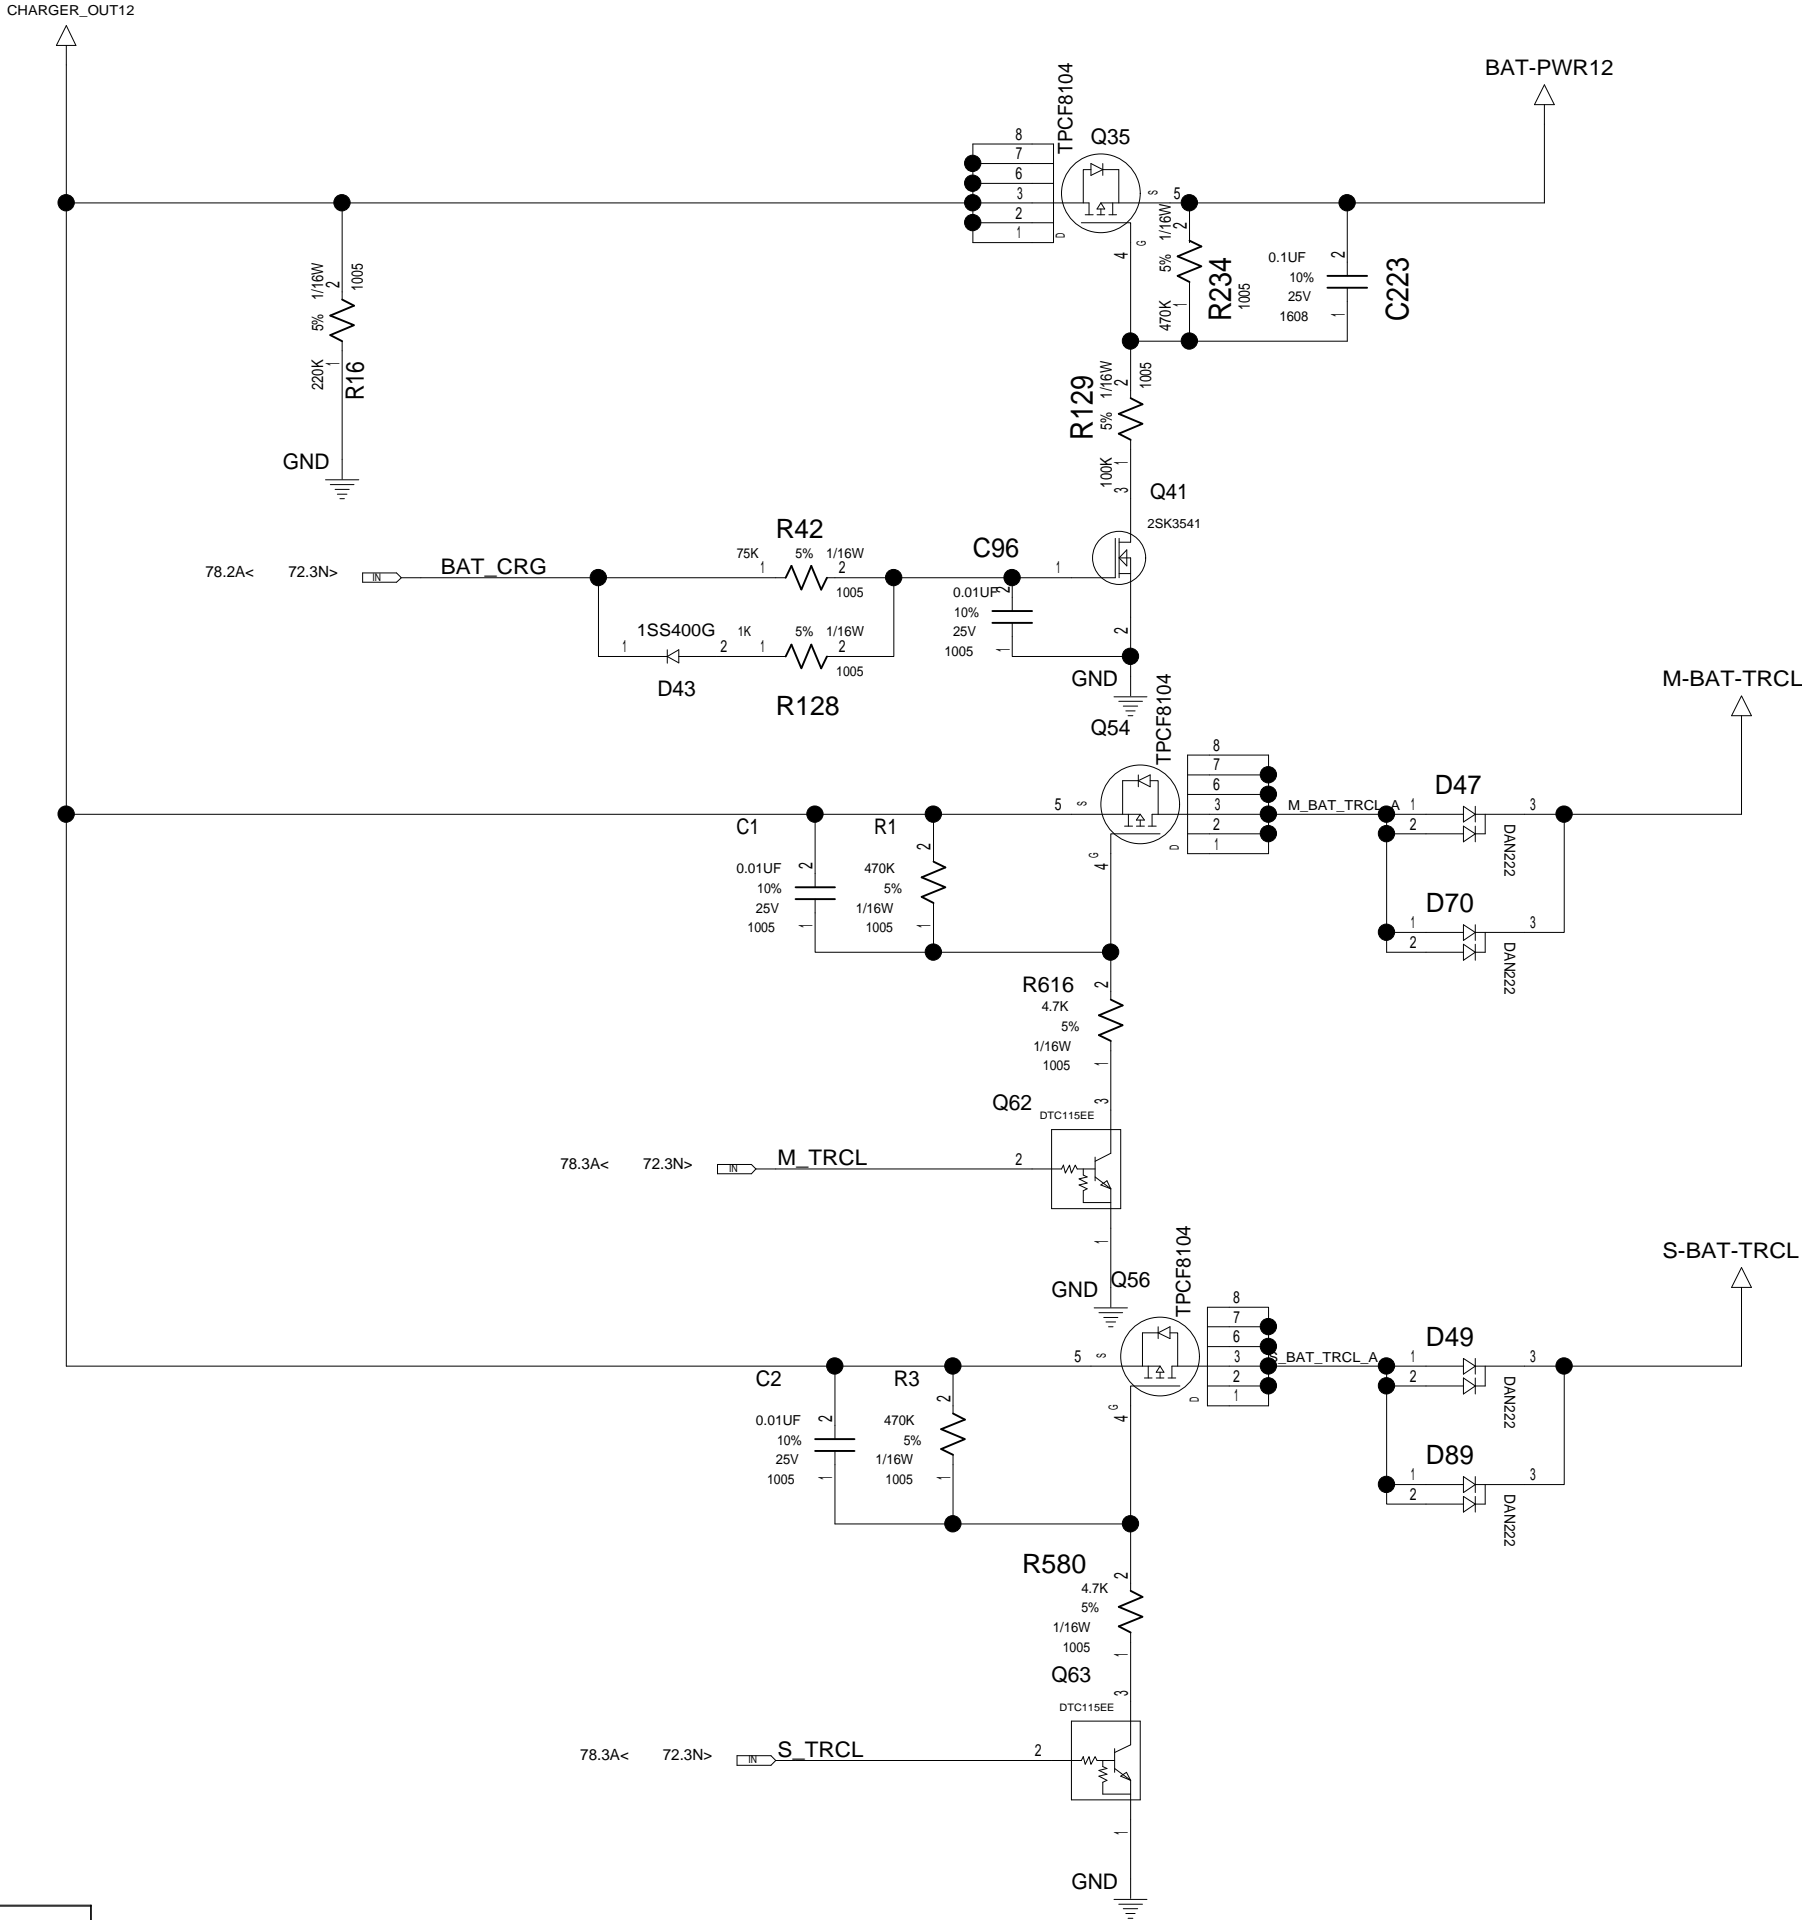 CHARGER_OUT12
BAT-PWR12
TPCF8104
Q35
8
7
6
3
2
1
D
S
5
G
4
1/16W
2
5%
1005
220K
1
R16
GND
1/16W
2
5%
470K
1
R234
1005
0.1UF
10%
25V
1608
2
1
C223
R129
1/16W
2
5%
1005
100K
1
3
Q41
2SK3541
1
2
GND
78.2A<
72.3N>
IN
BAT_CRG
R42
75K
5%
1/16W
1
2
1005
1SS400G
1
2
D43
1K
5%
1/16W
1
2
1005
R128
C96
0.01UF
10%
25V
1005
2
1
M-BAT-TRCL
Q54
TPCF8104
5
S
G
4
D
8
7
6
3
2
1
M_BAT_TRCL_A
D47
1
2
3
DAN222
D70
1
2
3
DAN222
C1
0.01UF
10%
25V
1005
2
1
R1
470K
5%
1/16W
1005
2
1
R616
4.7K
5%
1/16W
1005
2
1
Q62
DTC115EE
3
2
1
78.3A<
72.3N>
IN
M_TRCL
GND
S-BAT-TRCL
Q56
TPCF8104
5
S
G
4
D
8
7
6
3
2
1
S_BAT_TRCL_A
D49
1
2
3
DAN222
D89
1
2
3
DAN222
C2
0.01UF
10%
25V
1005
2
1
R3
470K
5%
1/16W
1005
2
1
R580
4.7K
5%
1/16W
1005
2
1
Q63
DTC115EE
3
2
1
78.3A<
72.3N>
IN
S_TRCL
GND